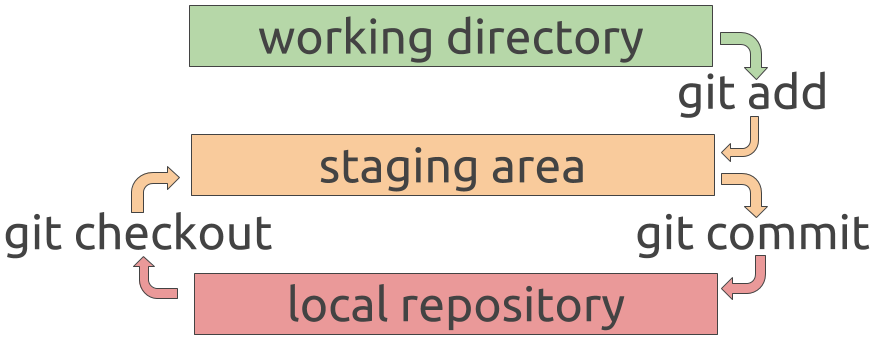 working directory
git add
staging area
git checkout
git commit
local repository